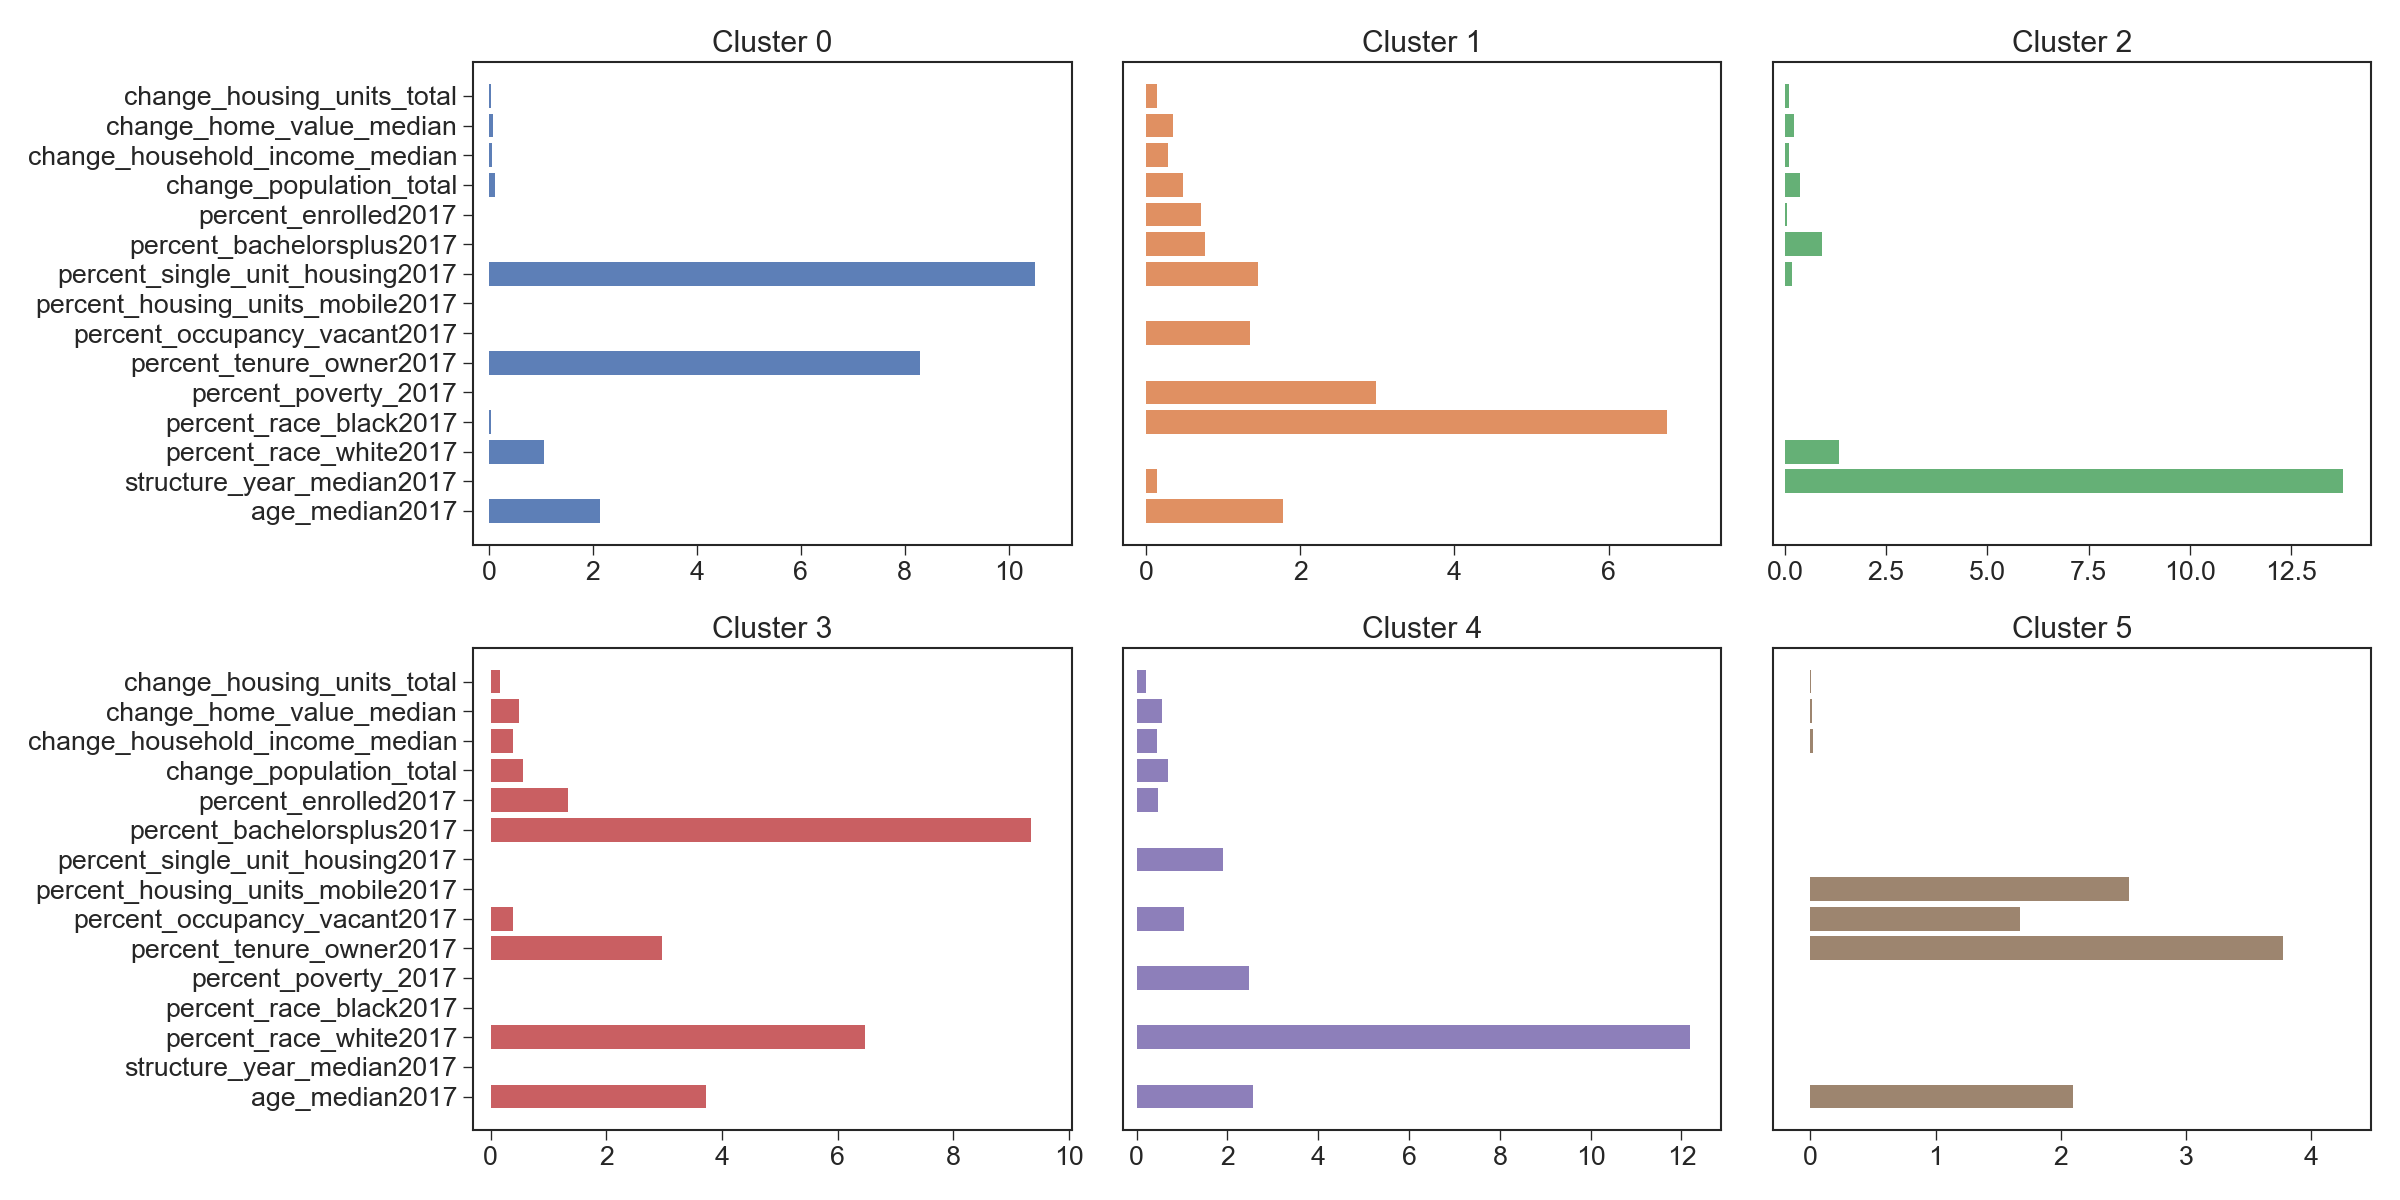 Cluster 0
Cluster 1
Cluster 2
change_housing_units_total
change_home_value_median
change_household_income_median
change_population_total
percent_enrolled2017
percent_bachelorsplus2017
percent_single_unit_housing2017
percent_housing_units_mobile2017
percent_occupancy_vacant2017
percent_tenure_owner2017
percent_poverty_2017
percent_race_black2017
percent_race_white2017
structure_year_median2017
age_median2017
0 2 4 6 8 10
0 2 4 6
0.0 2.5 5.0 7.5 10.0 12.5
Cluster 3
Cluster 4
Cluster 5
change_housing_units_total
change_home_value_median
change_household_income_median
change_population_total
percent_enrolled2017
percent_bachelorsplus2017
percent_single_unit_housing2017
percent_housing_units_mobile2017
percent_occupancy_vacant2017
percent_tenure_owner2017
percent_poverty_2017
percent_race_black2017
percent_race_white2017
structure_year_median2017
age_median2017
0 2 4 6 8 10
0 2 4 6 8 10 12
0 1 2 3 4